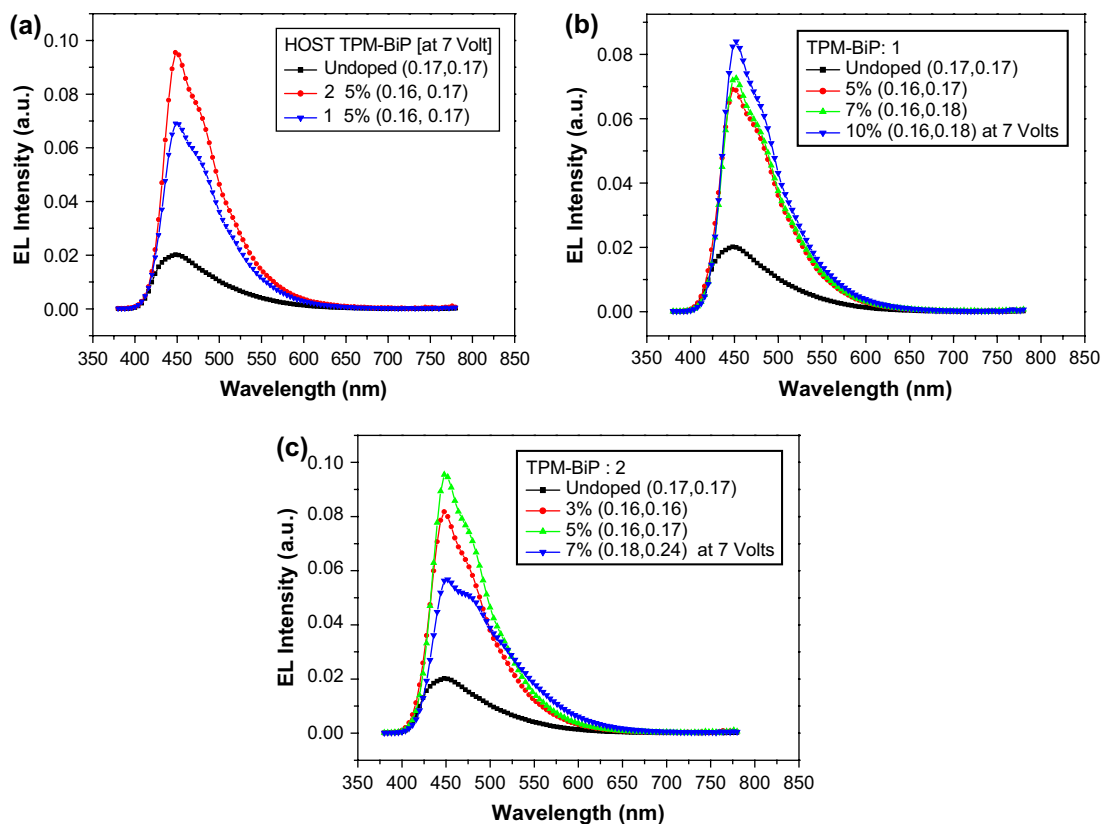 (a)
HOST TPM-BiP [at 7 Volt]
Undoped (0.17,0.17)
2 5% (0.16, 0.17)
1 5% (0.16, 0.17)
EL Intensity (a.u.)
0.10
0.08
0.06
0.04
0.02
0.00
350 400 450 500 550 600 650 700 750 800 850
Wavelength (nm)
(b)
TPM-BiP: 1
Undoped (0.17,0.17)
5% (0.16,0.17)
7% (0.16,0.18)
10% (0.16,0.18) at 7 Volts
EL Intensity (a.u.)
0.08
0.06
0.04
0.02
0.00
350 400 450 500 550 600 650 700 750 800 850
Wavelength (nm)
(c)
TPM-BiP : 2
Undoped (0.17,0.17)
3% (0.16,0.16)
5% (0.16,0.17)
7% (0.18,0.24) at 7 Volts
EL Intensity (a.u.)
0.10
0.08
0.06
0.04
0.02
0.00
350 400 450 500 550 600 650 700 750 800 850
Wavelength (nm)